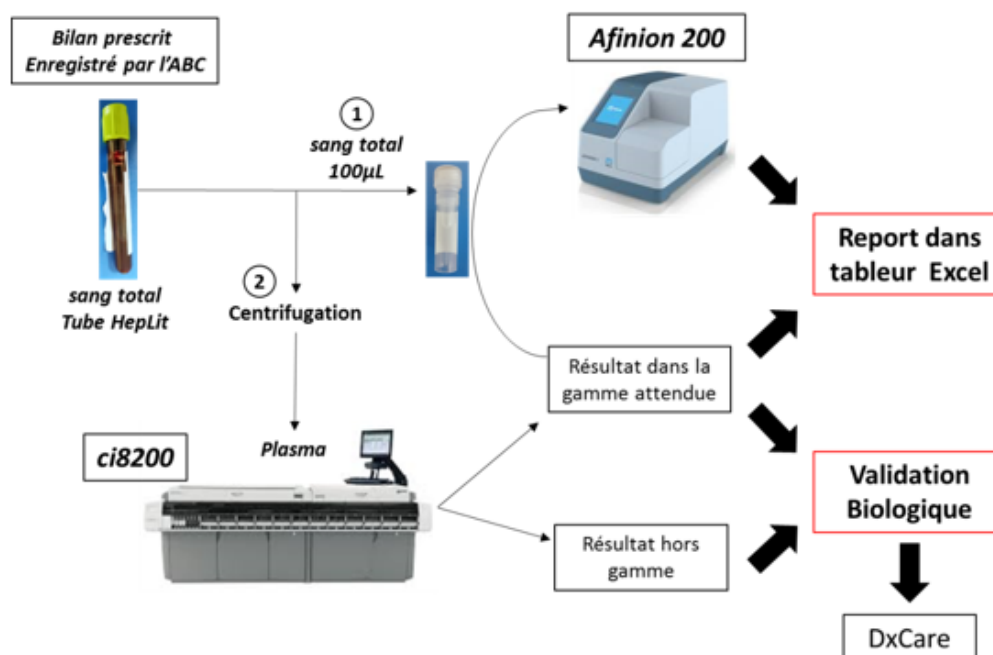 Bilan prescrit
Enregistré par l'ABC
Afinion 200
1
sang total
100µL
sang total
Tube HepLit
2
Centrifugation
Report dans
tableur Excel
Résultat dans la
gamme attendue
ci8200
Plasma
Validation
Biologique
Résultat hors
gamme
DxCare